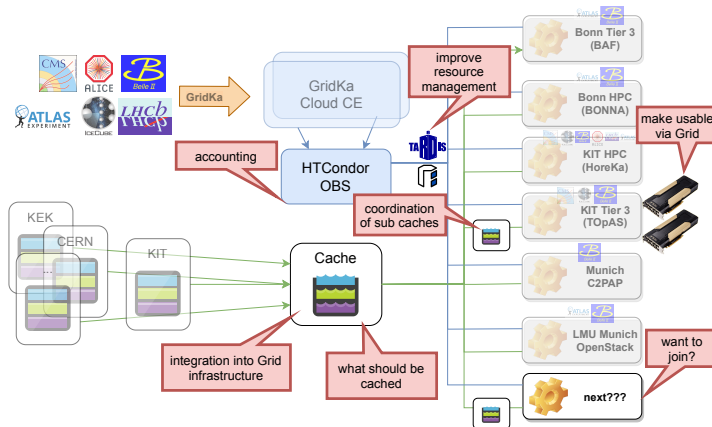 CMS
ALICE
Belle II
ATLAS
EXPERIMENT
ICECUBE
LHCb
GridKa
GridKa
Cloud CE
improve
resource
management
accounting
HTCondor
OBS
TARDIS
coordination
of sub caches
Bonn Tier 3
(BAF)
Bonn HPC
(BONNA)
KIT HPC
(HoreKa)
KIT Tier 3
(TOpAS)
Munich
C2PAP
LMU Munich
OpenStack
next???
make usable
via Grid
want to
join?
KEK
CERN
...
KIT
Cache
integration into Grid
infrastructure
what should be
cached